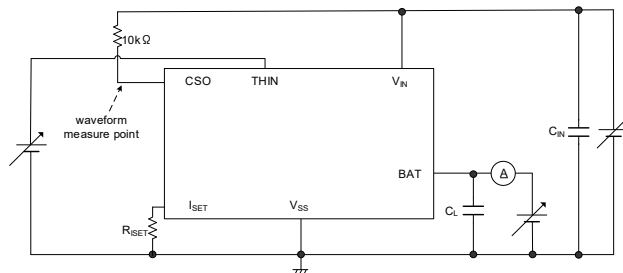 10kΩ
CSO
THIN
VIN
waveform
measure point
CIN
BAT
A
ISET
VSS
CL
RISET